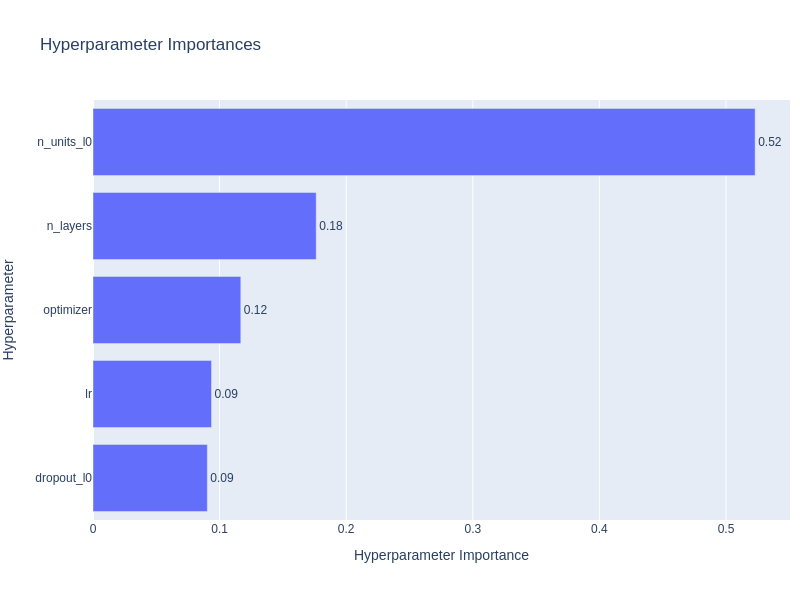 Hyperparameter Importances
Hyperparameter
n_units_l0
0.52
n_layers
0.18
optimizer
0.12
lr
0.09
dropout_l0
0.09
0
0.1
0.2
0.3
0.4
0.5
Hyperparameter Importance